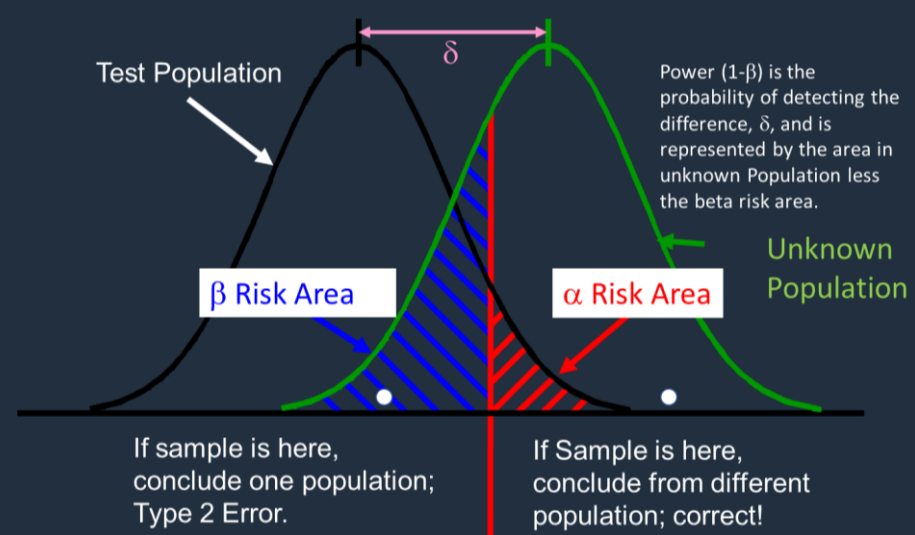 δ
Test Population
Power (1-β) is the
probability of detecting the
difference, δ, and is
represented by the area in
unknown Population less
the beta risk area.
Unknown
Population
β Risk Area
α Risk Area
If sample is here,
conclude one population;
Type 2 Error.
If Sample is here,
conclude from different
population; correct!